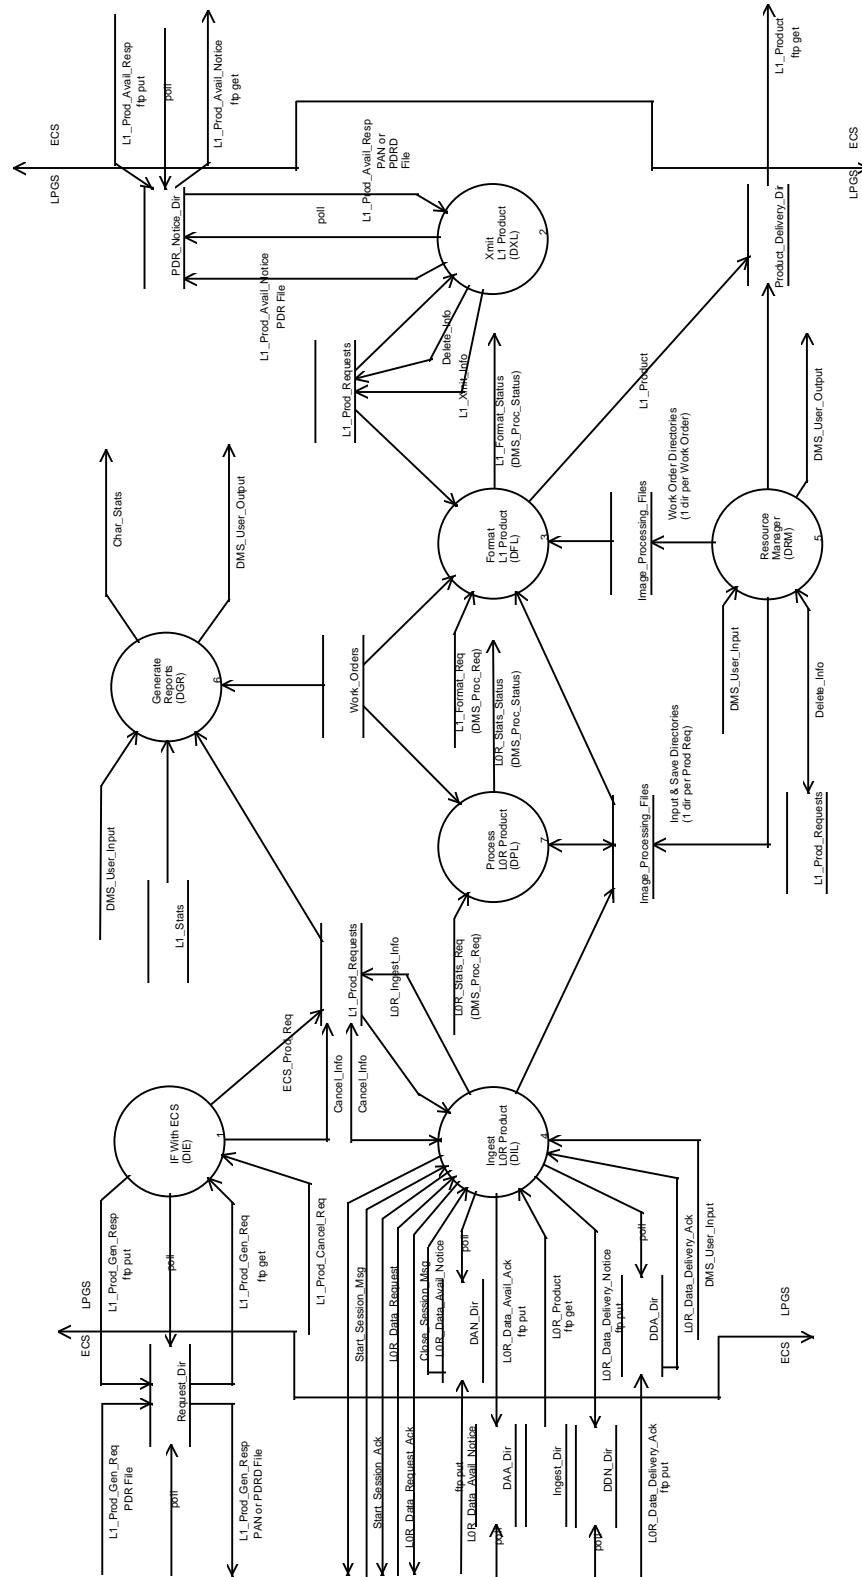 L1_Prod_Gen_Req
PDR File
poll
L1_Prod_Gen_Resp
PAN or PDRD File
Request_Dir
ECS
LPGS
L1_Prod_Gen_Resp
ftp put
poll
L1_Prod_Gen_Req
ftp get
L1_Prod_Cancel_Req
IF With ECS
(DIE)
1
ECS_Prod_Req
Cancel_Info
Cancel_Info
L1_Prod_Requests
L0R_Ingest_Info
DMS_User_Input
L1_Stats
Generate
Reports
(DGR)
6
Char_Stats
DMS_User_Output
Work_Orders
Start_Session_Msg
Start_Session_Ack
L0R_Data_Request
L0R_Data_Request_Ack
Close_Session_Msg
L0R_Data_Avail_Notice
ftp put
L0R_Data_Avail_Notice
DAN_Dir
poll
L0R_Data_Avail_Ack
ftp put
DAA_Dir
poll
L0R_Product
ftp get
Ingest_Dir
L0R_Data_Delivery_Notice
ftp put
DDN_Dir
poll
DDA_Dir
poll
L0R_Data_Delivery_Ack
ftp put
L0R_Data_Delivery_Ack
DMS_User_Input
ECS
LPGS
Ingest
L0R Product
(DIL)
4
L0R_Stats_Req
(DMS_Proc_Req)
Process
L0R Product
(DPL)
7
L0R_Stats_Status
(DMS_Proc_Status)
L1_Format_Req
(DMS_Proc_Req)
Format
L1 Product
(DFL)
3
L1_Format_Status
(DMS_Proc_Status)
Image_Processing_Files
Input & Save Directories
(1 dir per Prod Req)
L1_Prod_Requests
Delete_Info
DMS_User_Input
Image_Processing_Files
Work Order Directories
(1 dir per Work Order)
Resource
Manager
(DRM)
5
DMS_User_Output
L1_Product
Product_Delivery_Dir
L1_Product
ftp get
LPGS
ECS
L1_Prod_Requests
Delete_Info
L1_Xmit_Info
Xmit
L1 Product
(DXL)
2
L1_Prod_Avail_Notice
PDR File
poll
L1_Prod_Avail_Resp
PAN or
PDRD
File
PDR_Notice_Dir
LPGS
ECS
L1_Prod_Avail_Resp
ftp put
poll
L1_Prod_Avail_Notice
ftp get